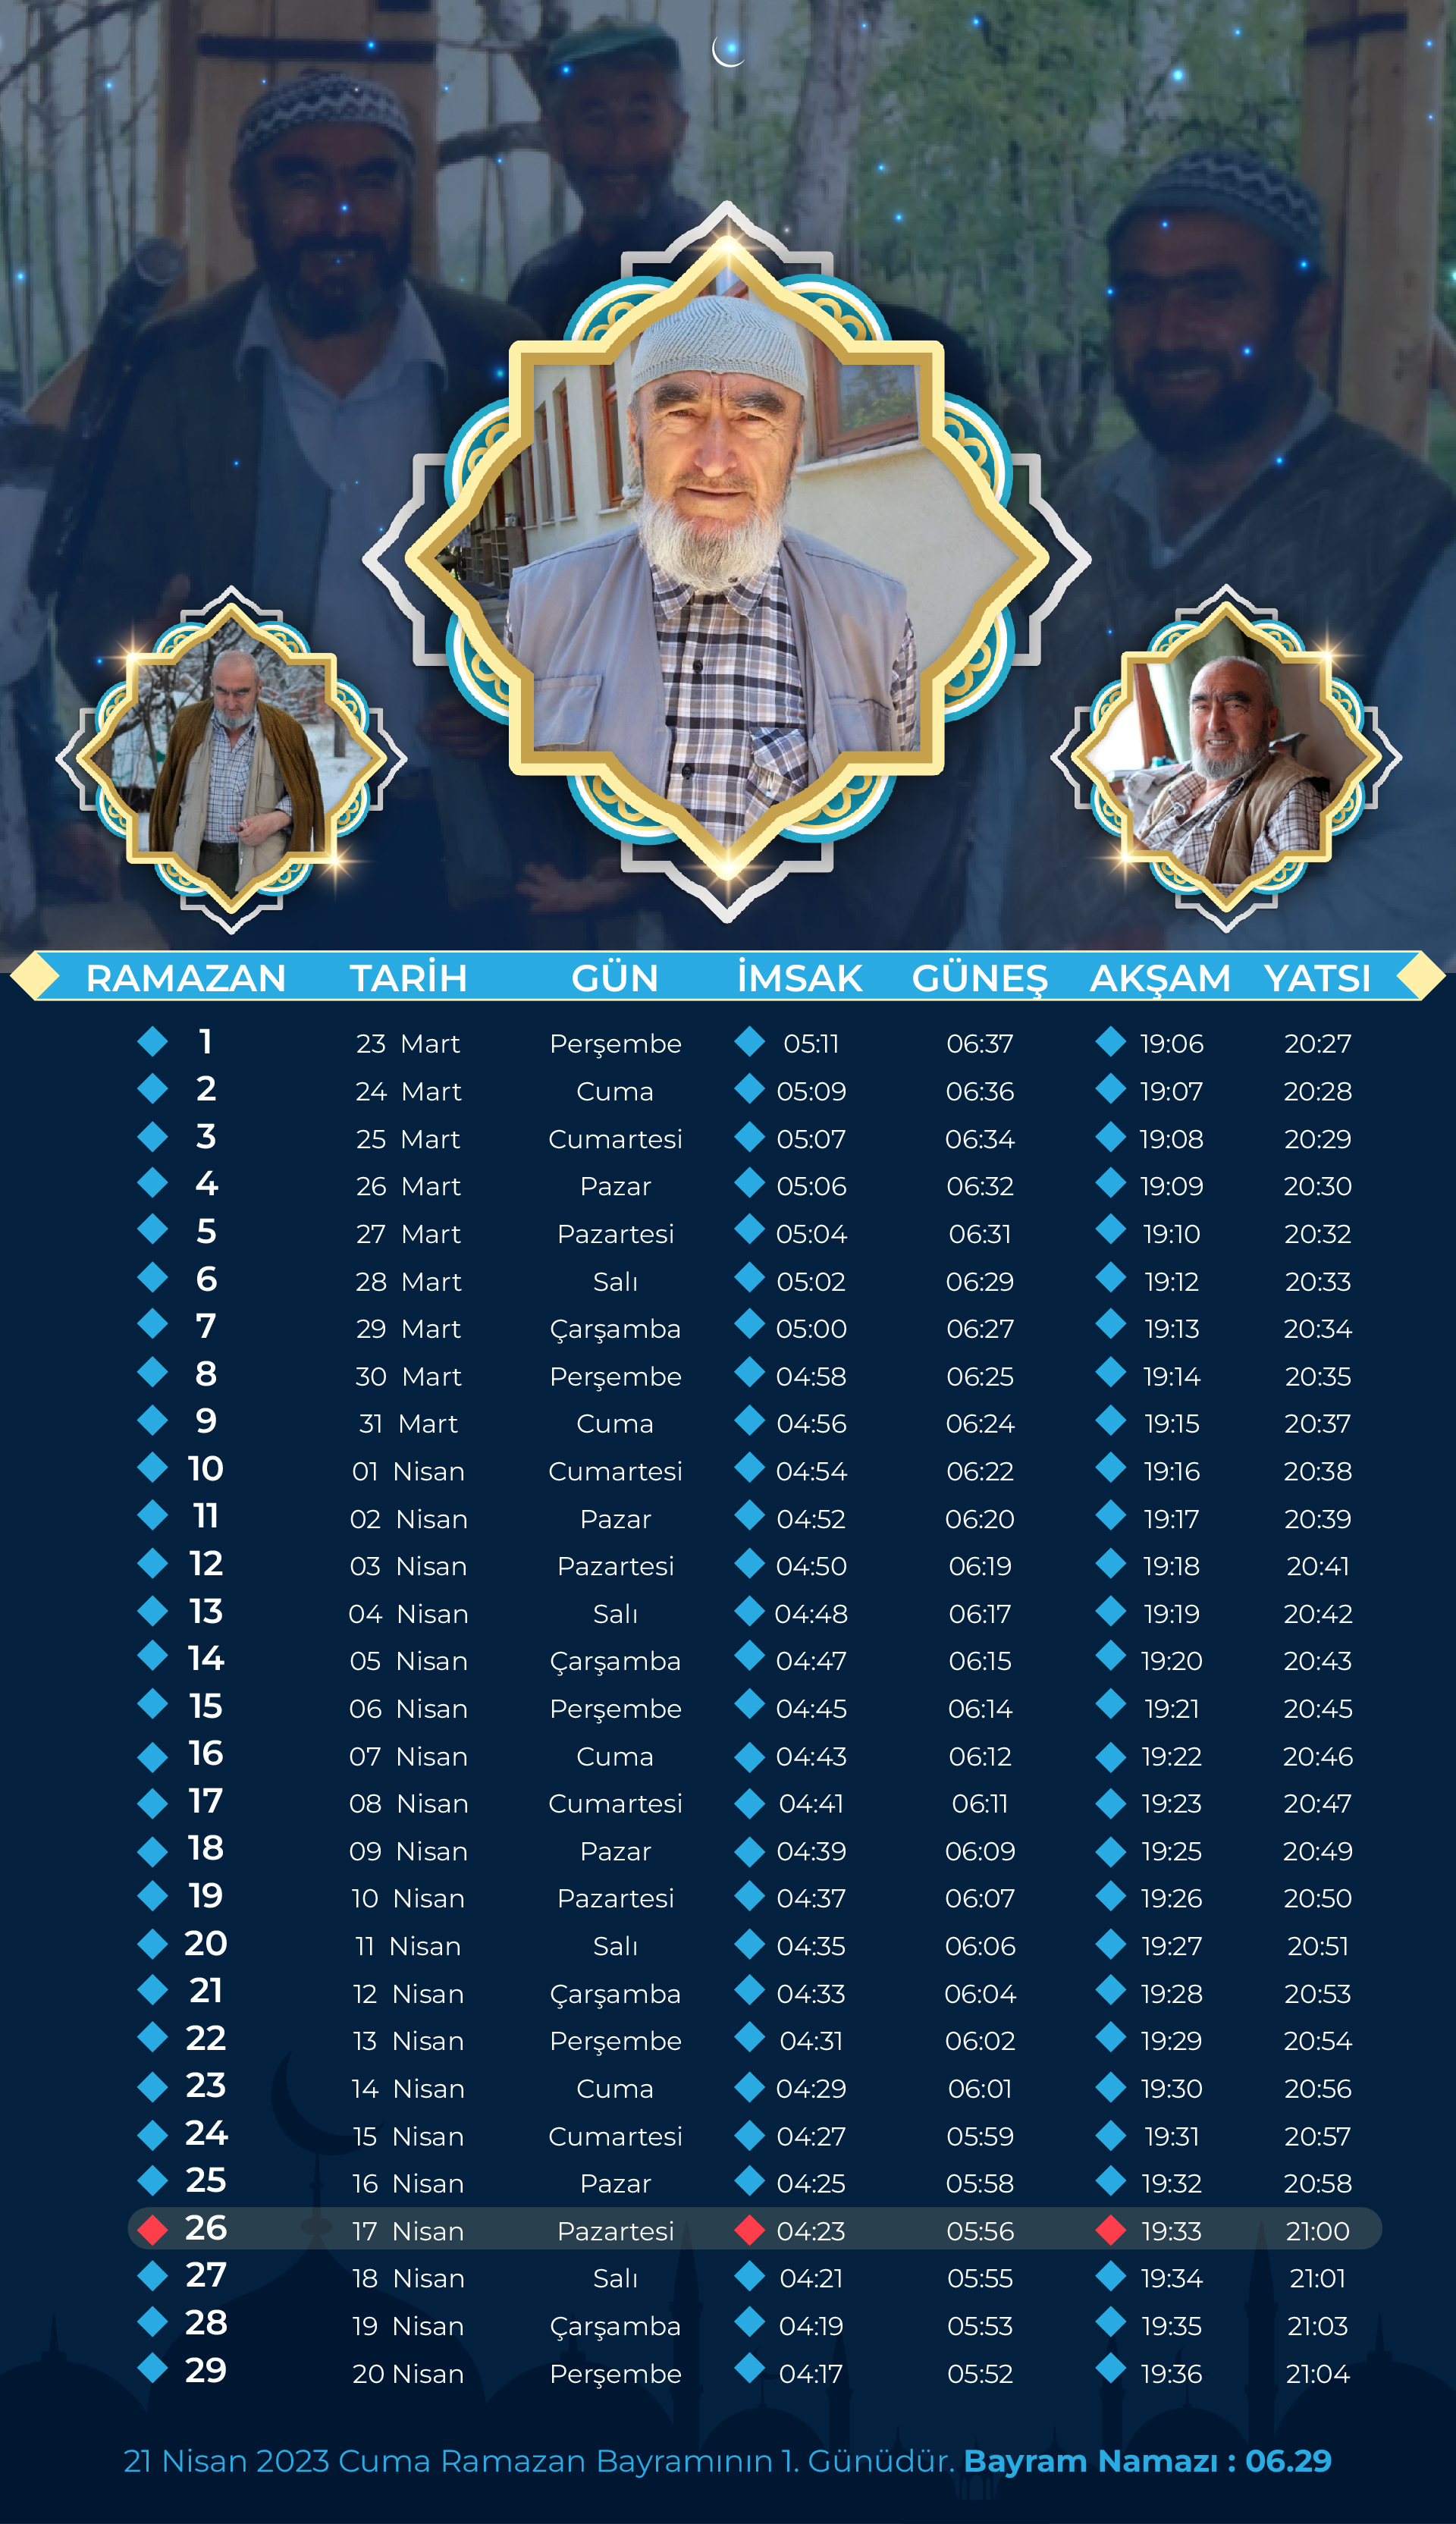 RAMAZAN TARİH GÜN İMSAK GÜNEŞ AKŞAM YATSI
1 23 Mart Perşembe 05:11 06:37 19:06 20:27
2 24 Mart Cuma 05:09 06:36 19:07 20:28
3 25 Mart Cumartesi 05:07 06:34 19:08 20:29
4 26 Mart Pazar 05:06 06:32 19:09 20:30
5 27 Mart Pazartesi 05:04 06:31 19:10 20:32
6 28 Mart Salı 05:02 06:29 19:12 20:33
7 29 Mart Çarşamba 05:00 06:27 19:13 20:34
8 30 Mart Perşembe 04:58 06:25 19:14 20:35
9 31 Mart Cuma 04:56 06:24 19:15 20:37
10 01 Nisan Cumartesi 04:54 06:22 19:16 20:38
11 02 Nisan Pazar 04:52 06:20 19:17 20:39
12 03 Nisan Pazartesi 04:50 06:19 19:18 20:41
13 04 Nisan Salı 04:48 06:17 19:19 20:42
14 05 Nisan Çarşamba 04:47 06:15 19:20 20:43
15 06 Nisan Perşembe 04:45 06:14 19:21 20:45
16 07 Nisan Cuma 04:43 06:12 19:22 20:46
17 08 Nisan Cumartesi 04:41 06:11 19:23 20:47
18 09 Nisan Pazar 04:39 06:09 19:25 20:49
19 10 Nisan Pazartesi 04:37 06:07 19:26 20:50
20 11 Nisan Salı 04:35 06:06 19:27 20:51
21 12 Nisan Çarşamba 04:33 06:04 19:28 20:53
22 13 Nisan Perşembe 04:31 06:02 19:29 20:54
23 14 Nisan Cuma 04:29 06:01 19:30 20:56
24 15 Nisan Cumartesi 04:27 05:59 19:31 20:57
25 16 Nisan Pazar 04:25 05:58 19:32 20:58
26 17 Nisan Pazartesi 04:23 05:56 19:33 21:00
27 18 Nisan Salı 04:21 05:55 19:34 21:01
28 19 Nisan Çarşamba 04:19 05:53 19:35 21:03
29 20 Nisan Perşembe 04:17 05:52 19:36 21:04
21 Nisan 2023 Cuma Ramazan Bayramının 1. Günüdür. Bayram Namazı : 06.29